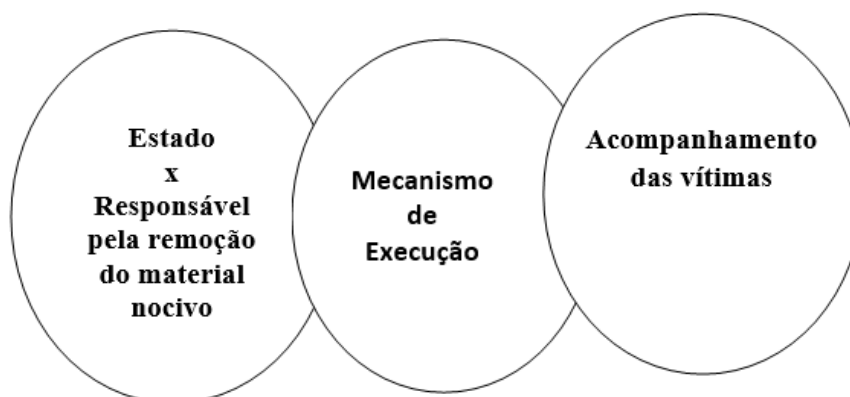 Estado
x
Responsável
pela remoção
do material
nocivo
Mecanismo
de
Execução
Acompanhamento
das vítimas